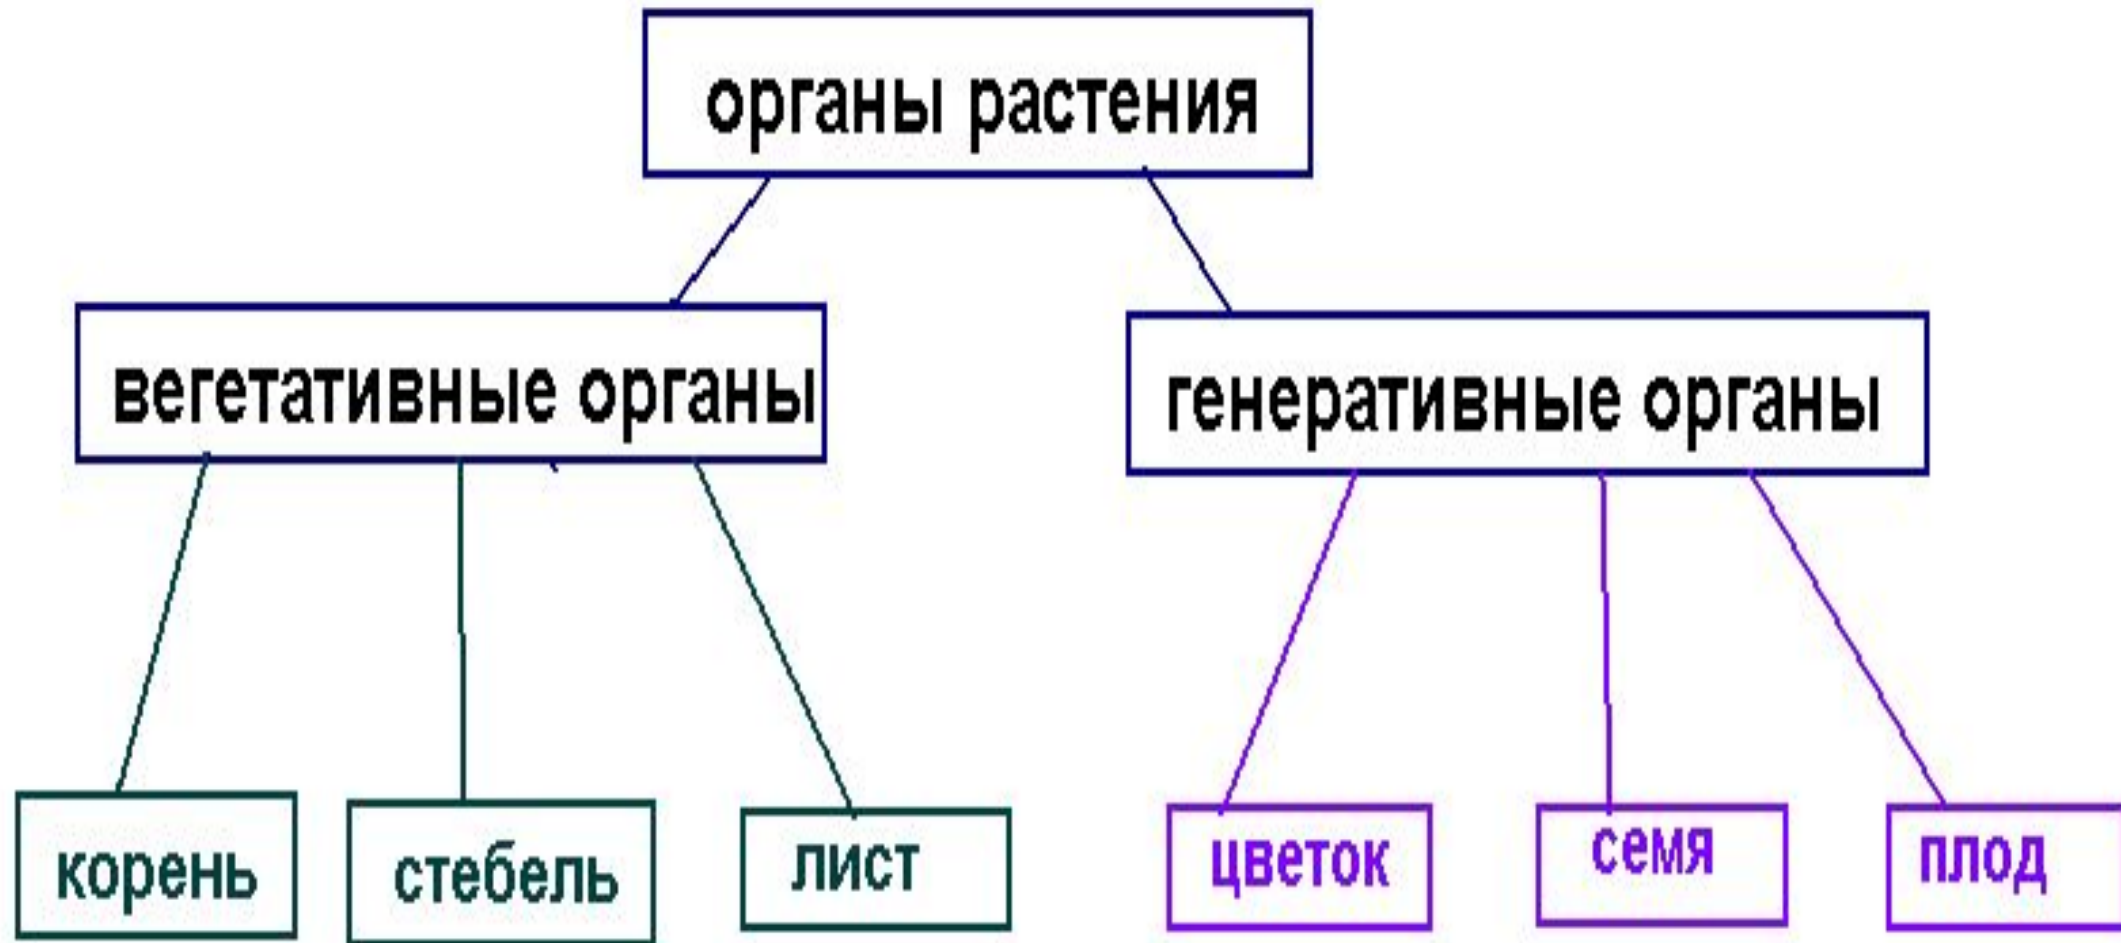 органы растения
вегетативные органы
генеративные органы
корень
стебель
лист
цветок
семя
плод